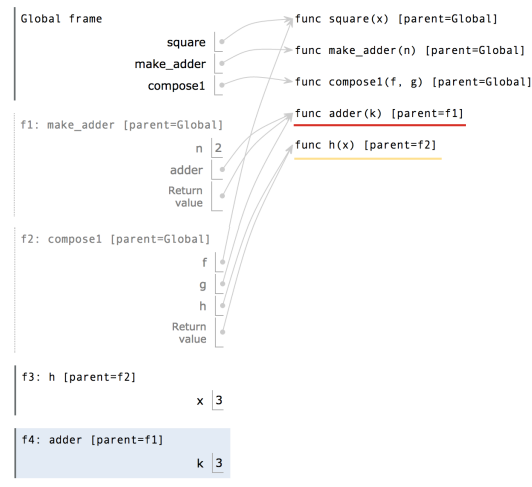 Global frame
square
make_adder
compose1
func square(x) [parent=Global]
func make_adder(n) [parent=Global]
func compose1(f, g) [parent=Global]
func adder(k) [parent=f1]
func h(x) [parent=f2]
f1: make_adder [parent=Global]
n 2
adder
Return
value
f2: compose1 [parent=Global]
f
g
h
Return
value
f3: h [parent=f2]
x 3
f4: adder [parent=f1]
k 3